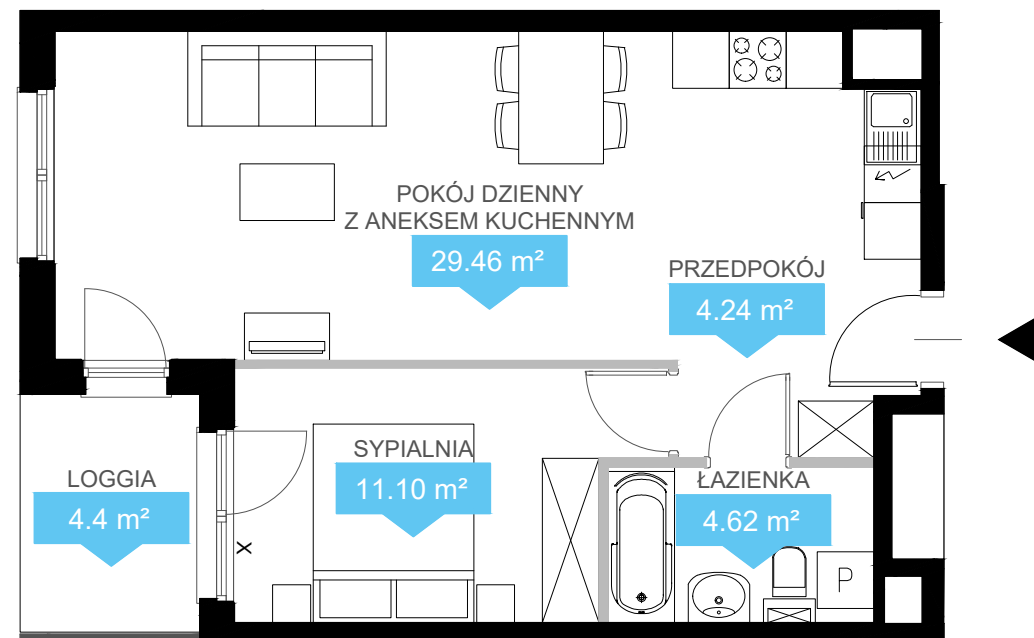 POKÓJ DZIENNY
Z ANEKSEM KUCHENNYM
29.46 m²
PRZEDPOKÓJ
4.24 m²
SYPIALNIA
11.10 m²
LOGGIA
4.4 m²
ŁAZIENKA
4.62 m²
X
P